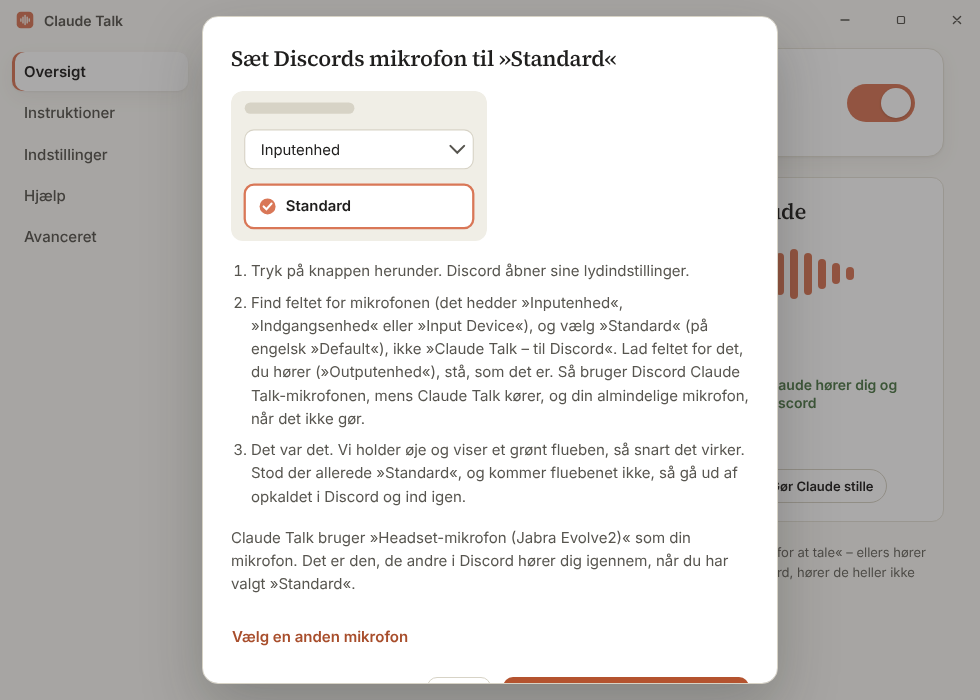 Claude Talk
Oversigt
Instruktioner
Indstillinger
Hjælp
Avanceret
Sæt Discords mikrofon til »Standard«
Inputenhed
Standard
1. Tryk på knappen herunder. Discord åbner sine lydindstillinger.
2. Find feltet for mikrofonen (det hedder »Inputenhed«,
»Indgangsenhed« eller »Input Device«), og vælg »Standard« (på
engelsk »Default«), ikke »Claude Talk – til Discord«. Lad feltet for det,
du hører (»Outputenhed«), stå, som det er. Så bruger Discord Claude
Talk-mikrofonen, mens Claude Talk kører, og din almindelige mikrofon,
når det ikke gør.
3. Det var det. Vi holder øje og viser et grønt flueben, så snart det virker.
Stod der allerede »Standard«, og kommer fluebenet ikke, så gå ud af
opkaldet i Discord og ind igen.
Claude Talk bruger »Headset-mikrofon (Jabra Evolve2)« som din
mikrofon. Det er den, de andre i Discord hører dig igennem, når du har
valgt »Standard«.
Vælg en anden mikrofon
hører dig og
Claude stille
for at tale« – ellers hører
hører de heller ikke